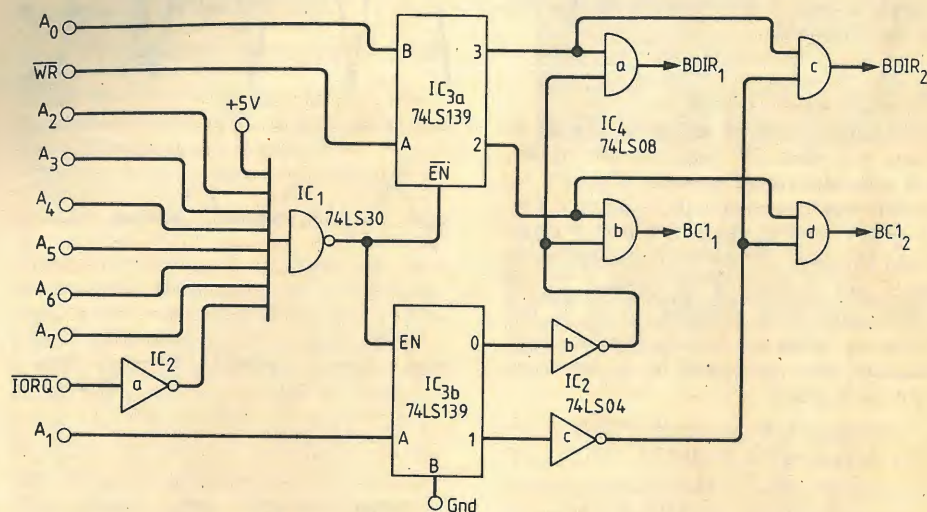 A0
WR
A2
+5V
A3
A4
A5
A6
A7
IORQ
A1
IC1
74LS30
IC2
a
B
3
IC3a
74LS139
A
2
EN
EN
0
IC3b
74LS139
A
1
B
Gnd
b
IC2
74LS04
c
a
BDIR1
IC4
74LS08
b
BC11
c
BDIR2
d
BC12